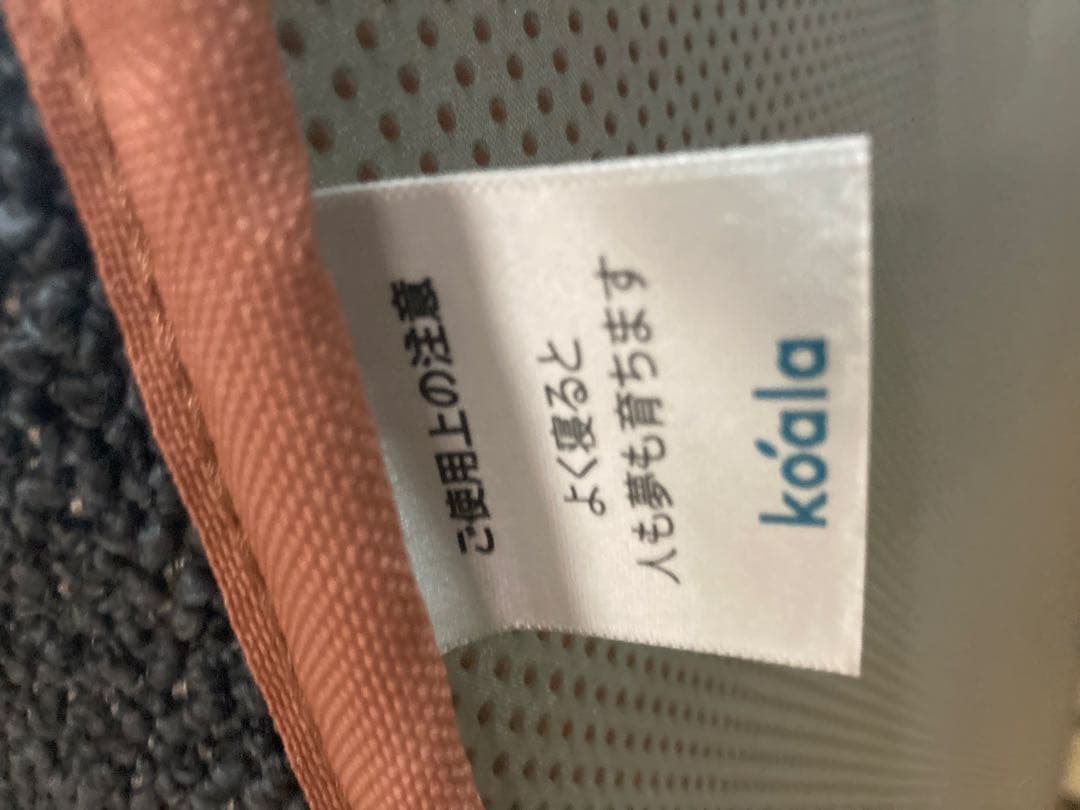 ご使用上の注意
よく寝ると
人も夢も育ちます
kóala